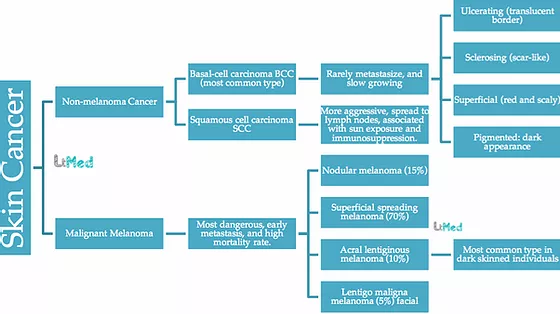 Skin Cancer
Non-melanoma Cancer
Basal-cell carcinoma BCC
(most common type)
Rarely metastasize, and
slow growing
Ulcerating (translucent
border)
Sclerosing (scar-like)
Superficial (red and scaly)
Pigmented: dark
appearance
Squamous cell carcinoma
SCC
More aggressive, spread to
lymph nodes, associated
with sun exposure and
immunosuppression.
LtMed
Malignant Melanoma
Most dangerous, early
metastasis, and high
mortality rate.
Nodular melanoma (15%)
Superficial spreading
melanoma (70%)
LtMed
Acral lentiginous
melanoma (10%)
Most common type in
dark skinned individuals
Lentigo maligna
melanoma (5%) facial